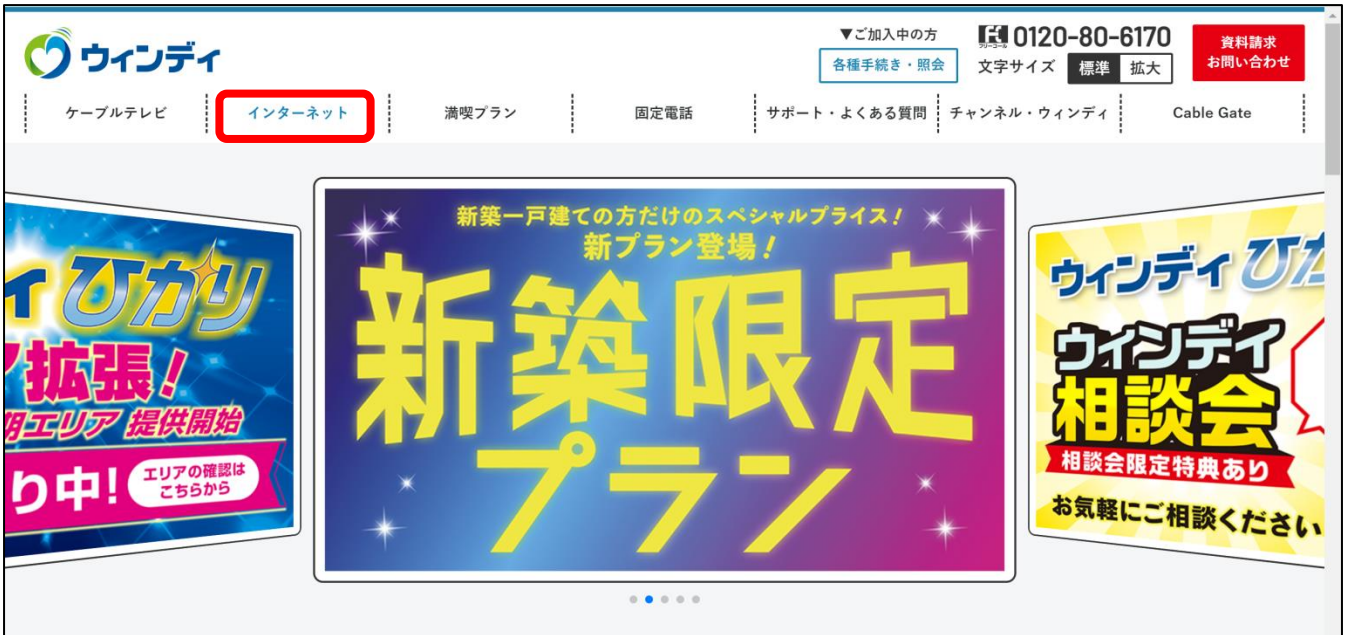 ウィンディ
▼ご加入中の方
各種手続き・照会
フリーコール 0120-80-6170
文字サイズ 標準 拡大
資料請求
お問い合わせ
ケーブルテレビ インターネット 満喫プラン 固定電話 サポート・よくある質問 チャンネル・ウィンディ Cable Gate
ィひかり
拡張!
期エリア 提供開始
り中!
エリアの確認は
こちらから
新築一戸建ての方だけのスペシャルプライス!
新プラン登場!
新築限定
プラン
ウィンディ ひか
ウィンディ
相談会
相談会限定特典あり
お気軽にご相談ください